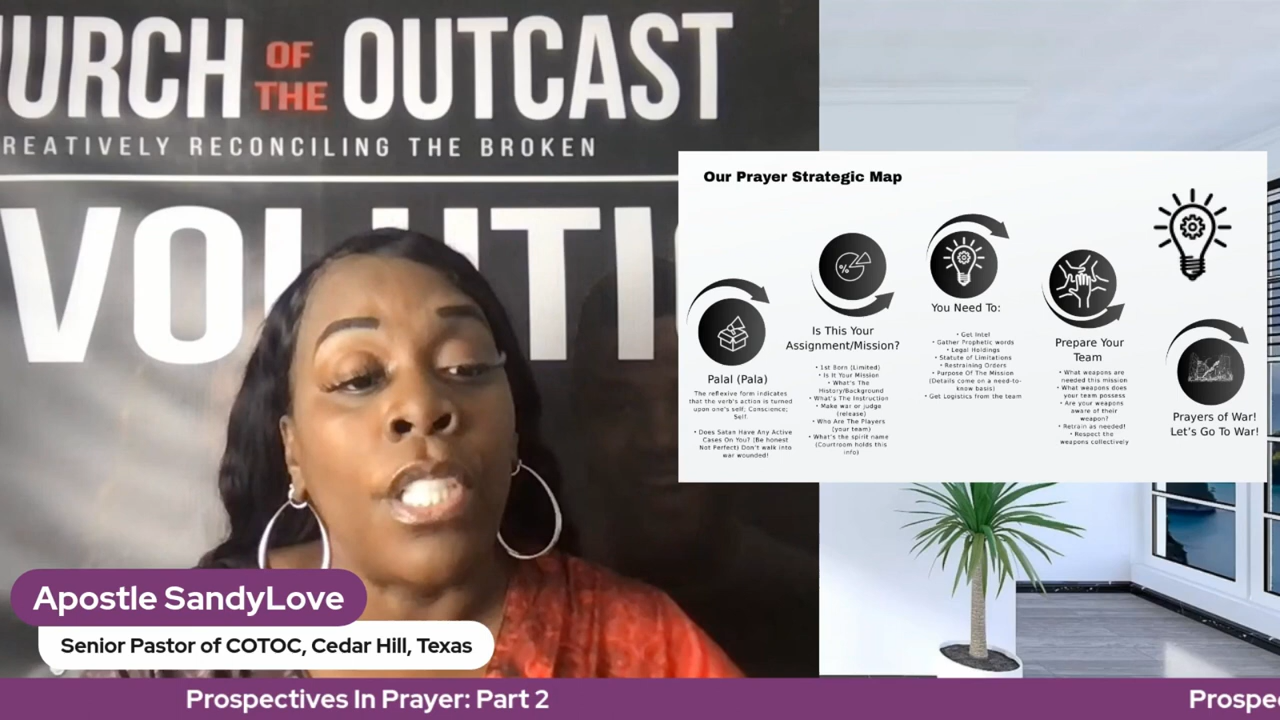 URCH OF THE OUTCAST
REATIVELY RECONCILING THE BROKEN
VOLUTI
Our Prayer Strategic Map
Palal (Pala)
The reflexive form indicates
that the verb's action is turned
upon one's self; Conscience;
Self.
• Does Satan Have Any Active
Cases On You? (Be honest
Not Perfect) Don't walk into
war wounded!
%
Is This Your
Assignment/Mission?
• 1st Born (Limited)
• Is It Your Mission
• What's The
History/Background
• What's The Instruction
• Make war or judge
(release)
• Who Are The Players
(your team)
• What's the spirit name
(Courtroom holds this
info)
You Need To:
• Get Intel
• Gather Prophetic words
• Legal Holdings
• Statute of Limitations
• Restraining Orders
• Purpose Of The Mission
(Details come on a need-to-
know basis)
• Get Logistics from the team
Prepare Your
Team
• What weapons are
needed this mission
• What weapons does
your team possess
• Are your weapons
aware of their
weapon?
• Retrain as needed!
• Respect the
weapons collectively
Prayers of War!
Let's Go To War!
Apostle SandyLove
Senior Pastor of COTOC, Cedar Hill, Texas
Prospectives In Prayer: Part 2
Prospe